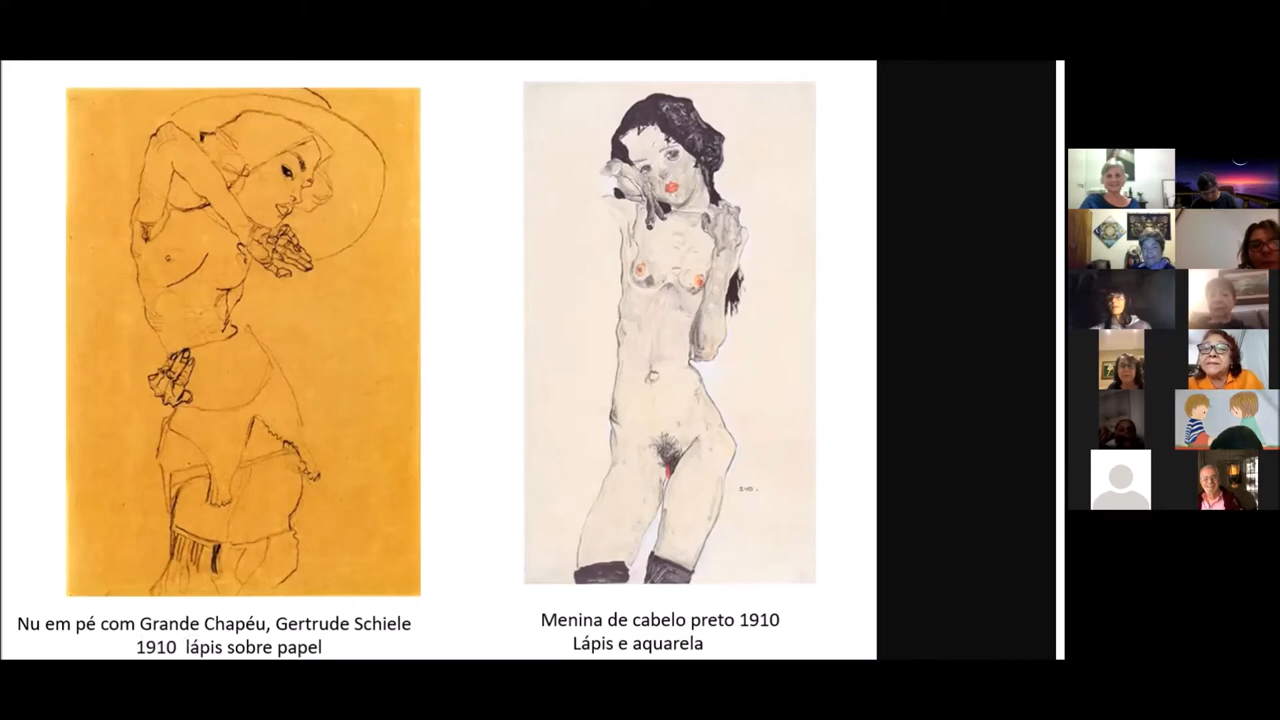 Nu em pé com Grande Chapéu, Gertrude Schiele
1910 lápis sobre papel
Menina de cabelo preto 1910
Lápis e aquarela